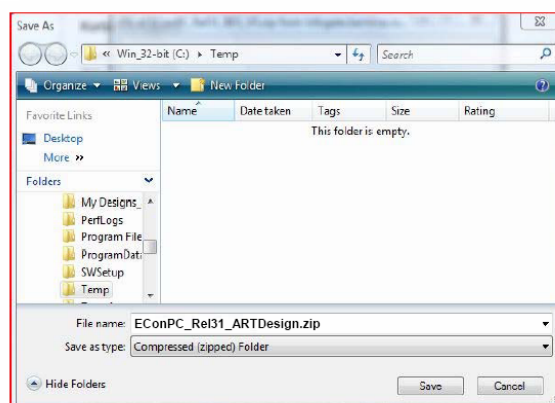 Save As
« Win_32-bit (C:) ▸ Temp
Search
Organize Views New Folder
Favorite Links
Desktop
More »
Folders
Name Date taken Tags Size Rating
This folder is empty.
My Designs_
PerfLogs
Program File
ProgramData
SWSetup
Temp
File name: EConPC_Rel31_ARTDesign.zip
Save as type: Compressed (zipped) Folder
Hide Folders
Save Cancel